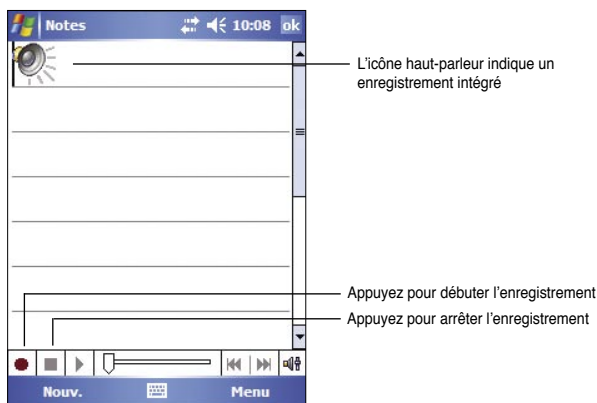 Notes 10:08 ok
L'icône haut-parleur indique un
enregistrement intégré
Appuyez pour débuter l'enregistrement
Appuyez pour arrêter l'enregistrement
Nouv. Menu